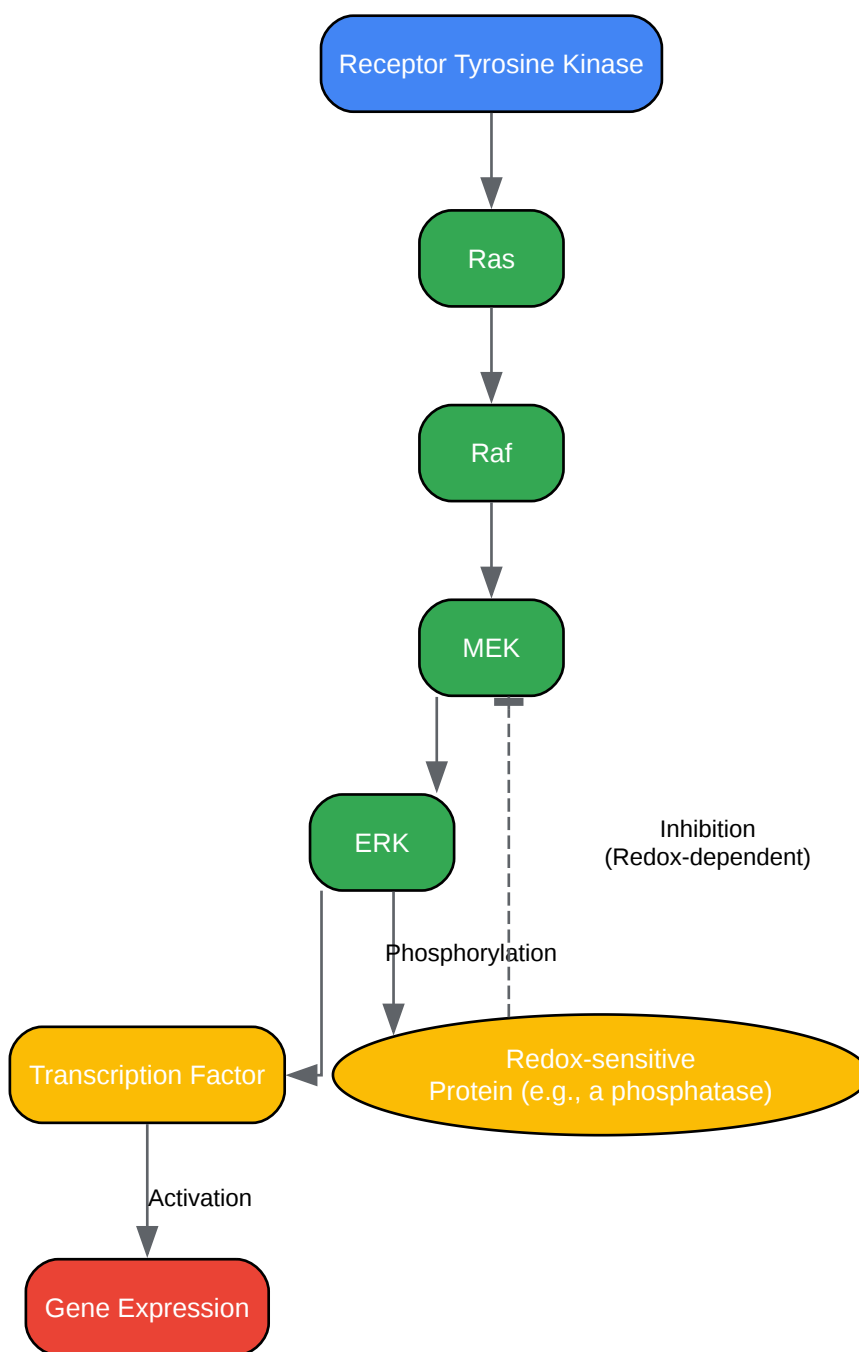 Receptor Tyrosine Kinase
Ras
Raf
MEK
ERK
Inhibition
(Redox-dependent)
Phosphorylation
Transcription Factor
Redox-sensitive
Protein (e.g., a phosphatase)
Activation
Gene Expression